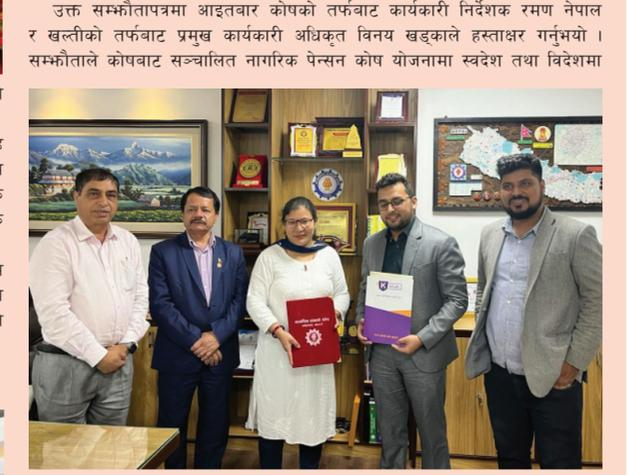 उक्त सम्झौतापत्रमा आइतबार कोषको तर्फबाट कार्यकारी निर्देशक रमण नेपाल
र खल्तीको तर्फबाट प्रमुख कार्यकारी अधिकृत विनय खड्काले हस्ताक्षर गर्नुभयो ।
सम्झौताले कोषबाट सञ्चालित नागरिक पेन्सन कोष योजनामा स्वदेश तथा विदेशमा
K